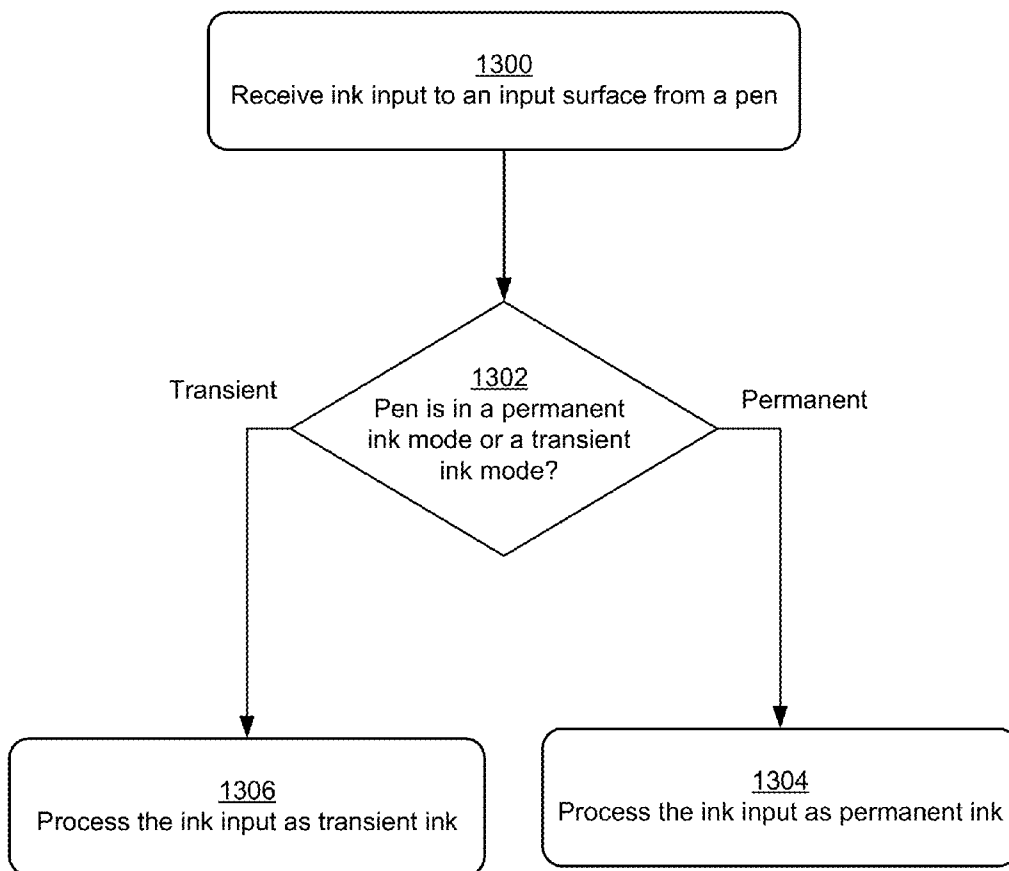 1300
Receive ink input to an input surface from a pen
1302
Pen is in a permanent
ink mode or a transient
ink mode?
Transient
Permanent
1306
Process the ink input as transient ink
1304
Process the ink input as permanent ink